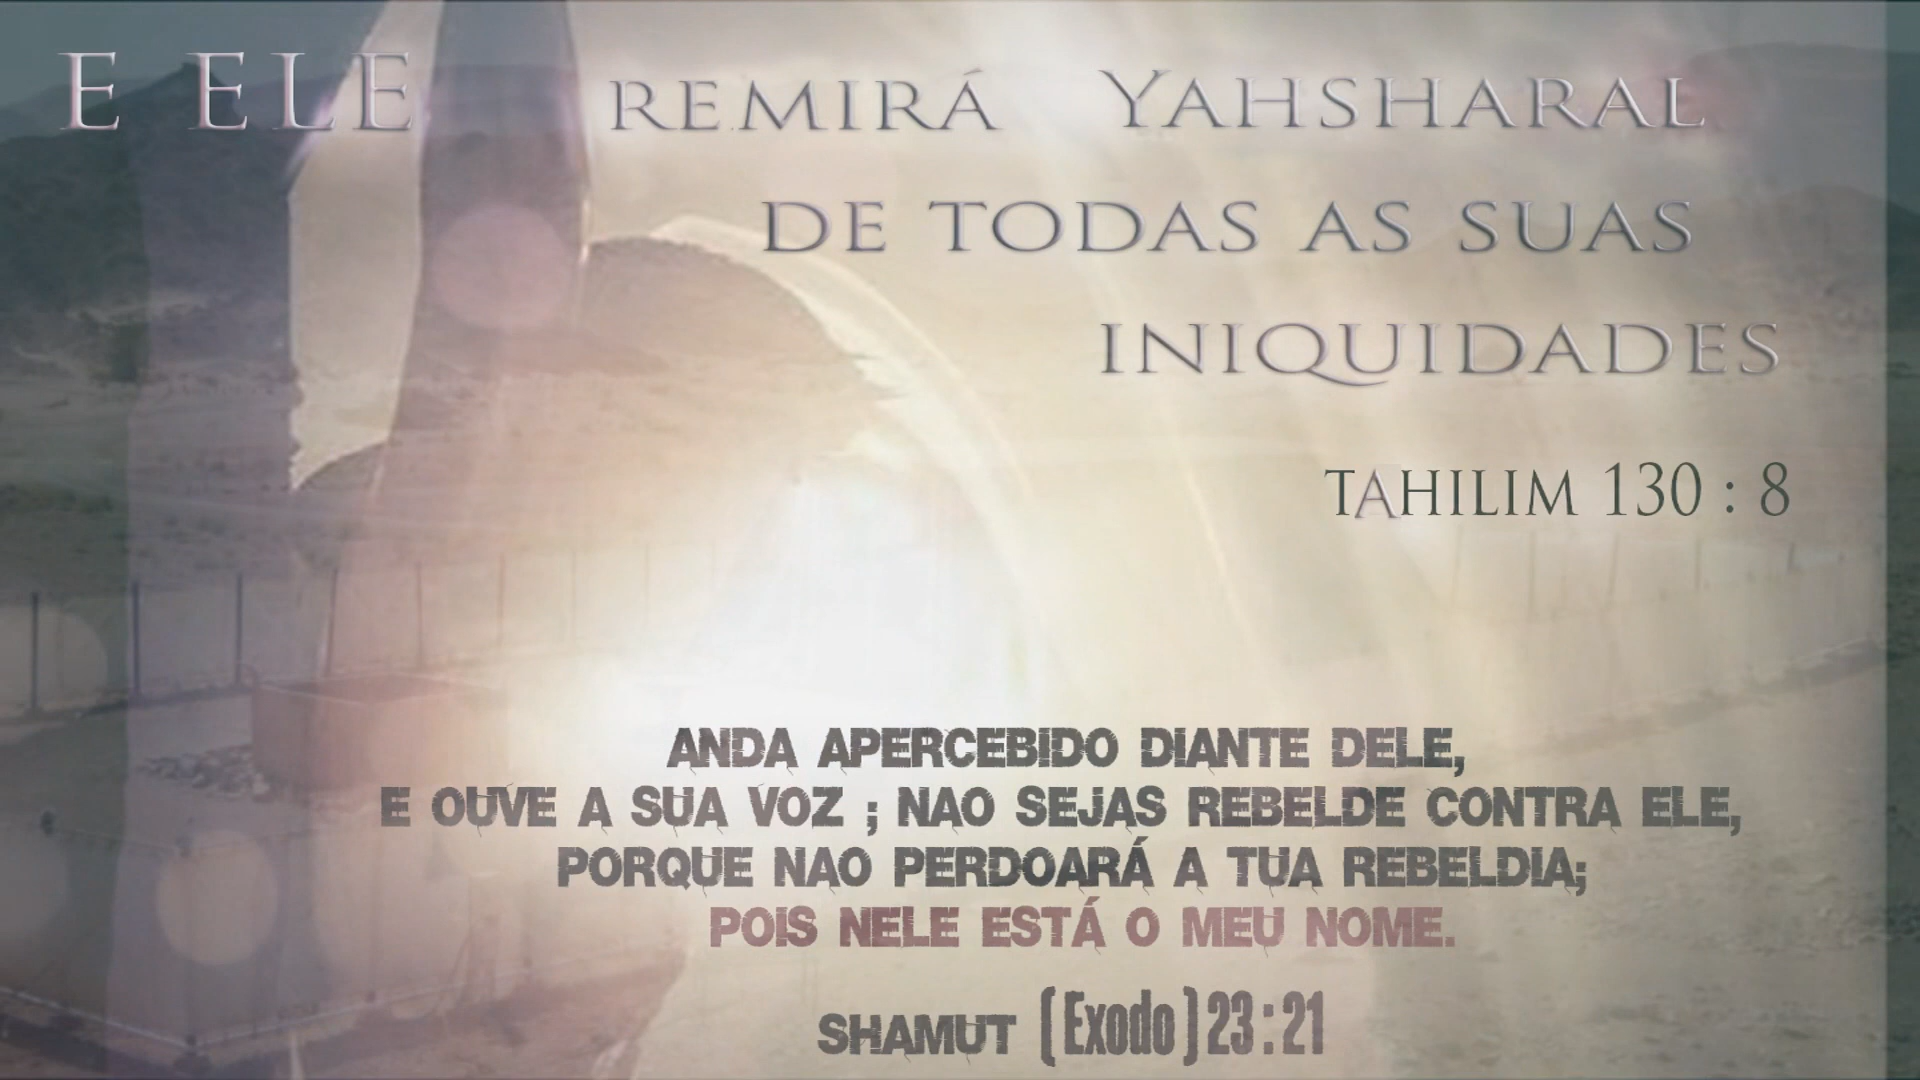 E ELE REMIRÁ YAHSHARAL
DE TODAS AS SUAS
INIQUIDADES
TAHILIM 130 : 8
ANDA APERCEBIDO DIANTE DELE,
E OUVE A SUA VOZ ; NAO SEJAS REBELDE CONTRA ELE,
PORQUE NAO PERDOARÁ A TUA REBELDIA;
POIS NELE ESTÁ O MEU NOME.
SHAMUT (Exodo) 23:21